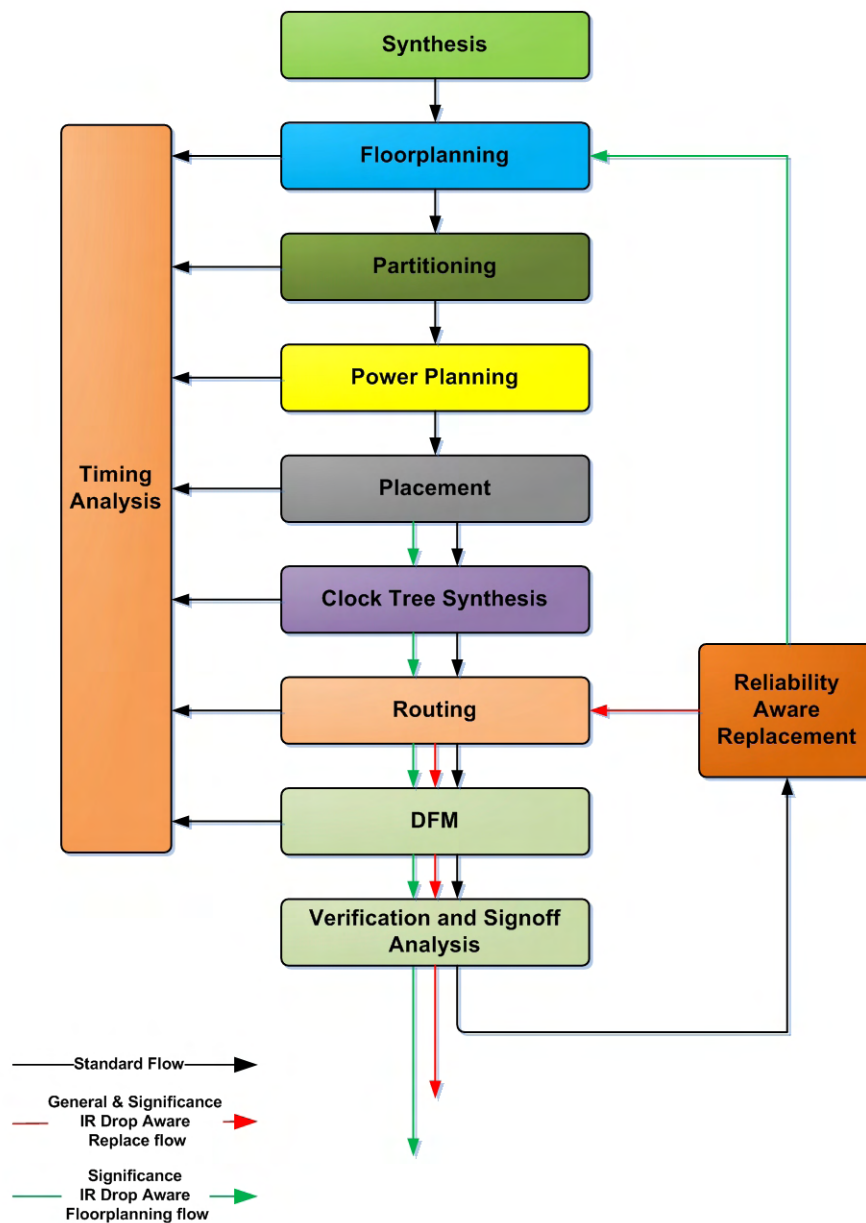 Synthesis
Floorplanning
Partitioning
Power Planning
Timing
Analysis
Placement
Clock Tree Synthesis
Routing
Reliability
Aware
Replacement
DFM
Verification and Signoff
Analysis
Standard Flow
General & Significance
IR Drop Aware
Replace flow
Significance
IR Drop Aware
Floorplanning flow